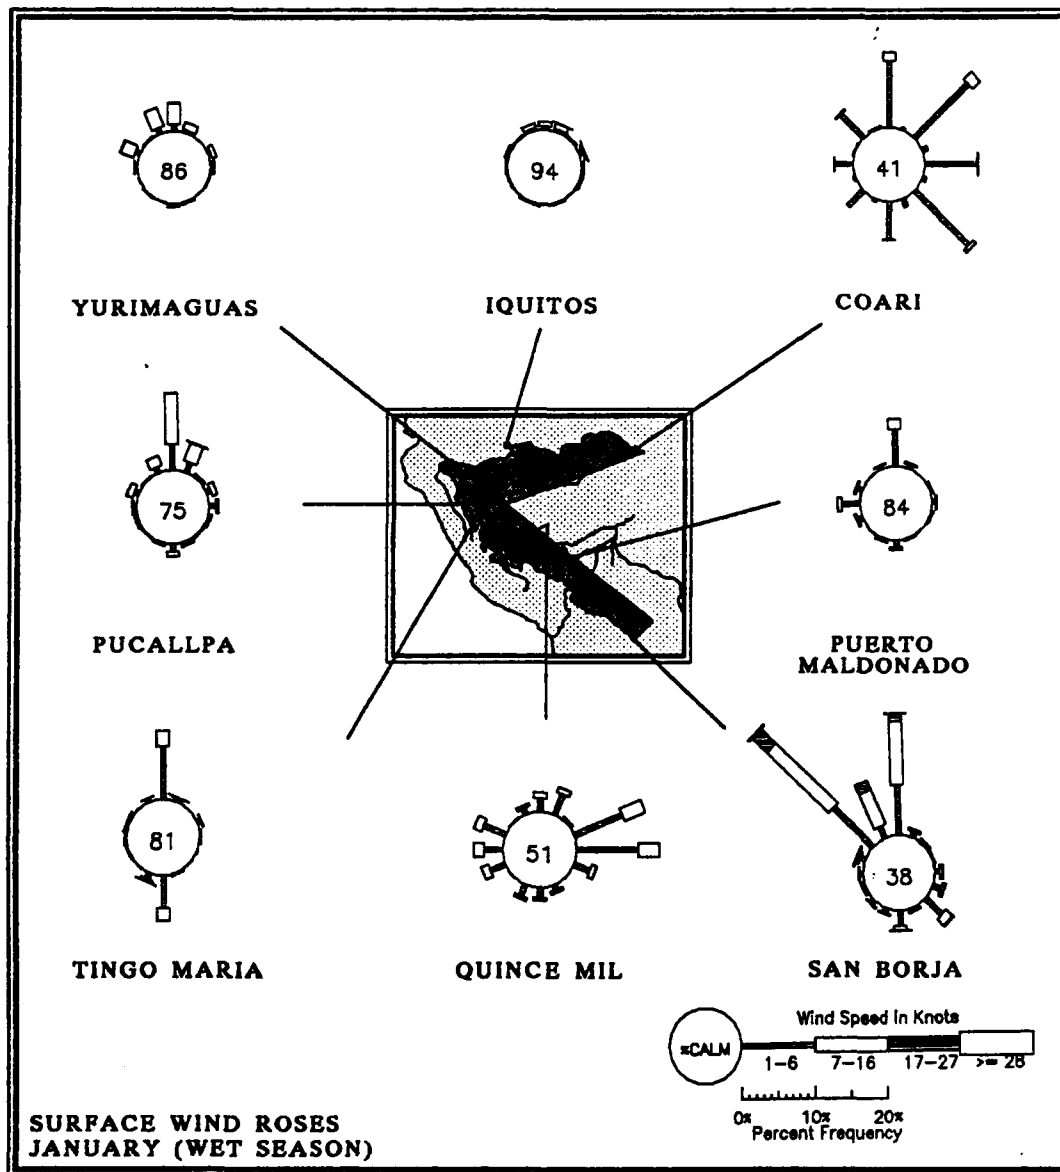 86
94
41
YURIMAGUAS
IQUITOS
COARI
75
84
PUCALLPA
PUERTO
MALDONADO
81
51
38
TINGO MARIA
QUINCE MIL
SAN BORJA
Wind Speed in Knots
%CALM
1-6 7-16 17-27 >= 28
0% 10% 20%
Percent Frequency
SURFACE WIND ROSES
JANUARY (WET SEASON)